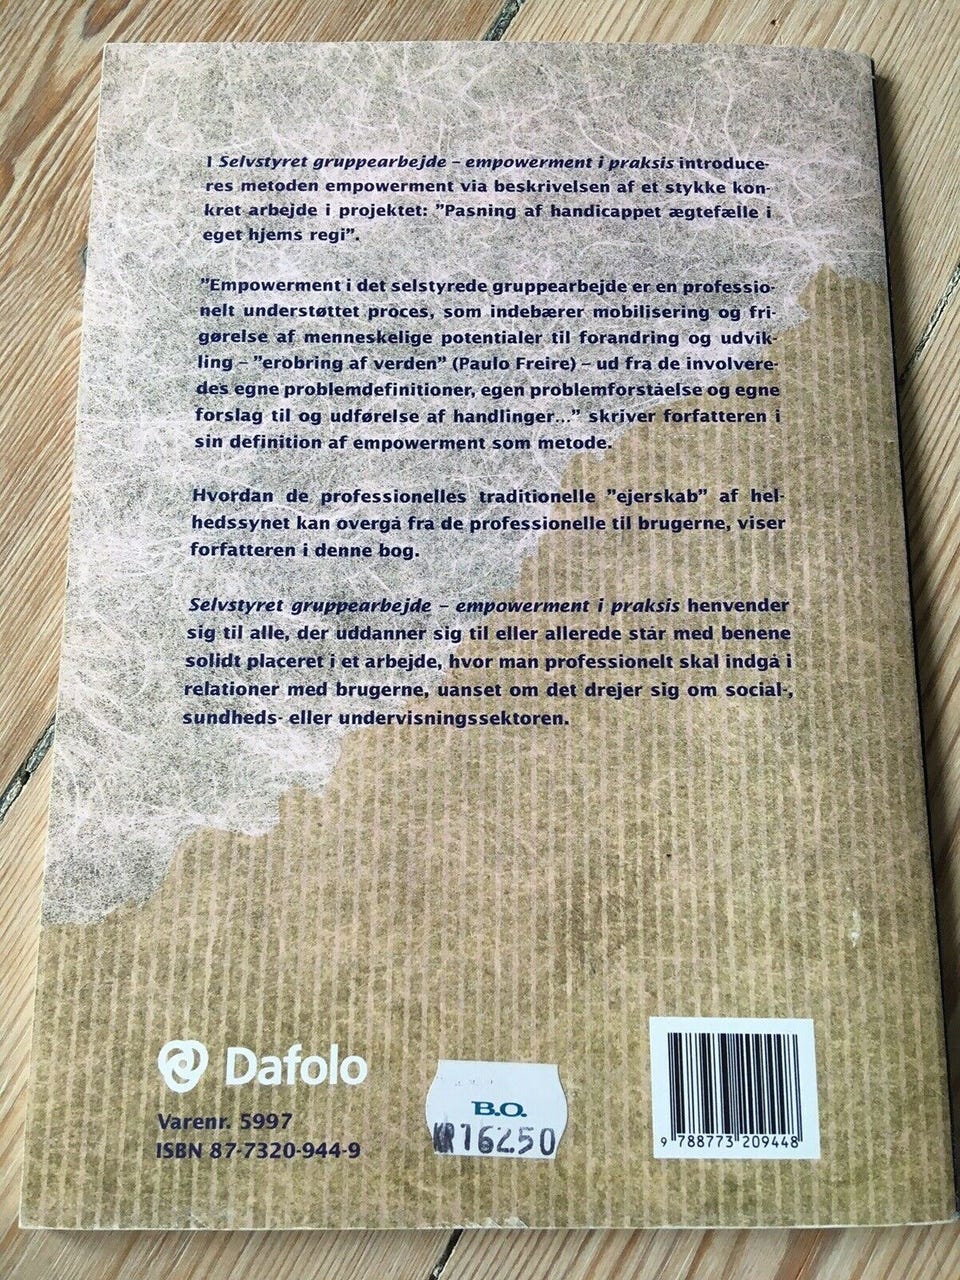 I Selvstyret gruppearbejde – empowerment i praksis introduce-
res metoden empowerment via beskrivelsen af et stykke kon-
kret arbejde i projektet: ”Pasning af handicappet ægtefælle i
eget hjems regi”.
”Empowerment i det selstyrede gruppearbejde er en professio-
nelt understøttet proces, som indebærer mobilisering og fri-
gørelse af menneskelige potentialer til forandring og udvik-
ling – ”erobring af verden” (Paulo Freire) – ud fra de involvere-
des egne problemdefinitioner, egen problemforståelse og egne
forslag til og udførelse af handlinger...” skriver forfatteren i
sin definition af empowerment som metode.
Hvordan de professionelles traditionelle ”ejerskab” af hel-
hedssynet kan overgå fra de professionelle til brugerne, viser
forfatteren i denne bog.
Selvstyret gruppearbejde – empowerment i praksis henvender
sig til alle, der uddanner sig til eller allerede står med benene
solidt placeret i et arbejde, hvor man professionelt skal indgå i
relationer med brugerne, uanset om det drejer sig om social-,
sundheds- eller undervisningssektoren.
Dafolo
Varenr. 5997
ISBN 87-7320-944-9
B.O.
KR 16250
9 788773 209448